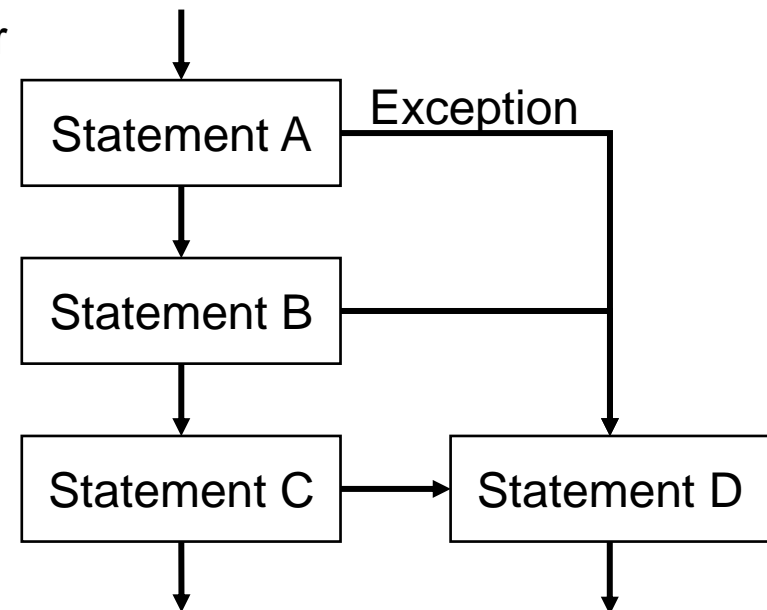 r
Statement A
Exception
Statement B
Statement C
Statement D